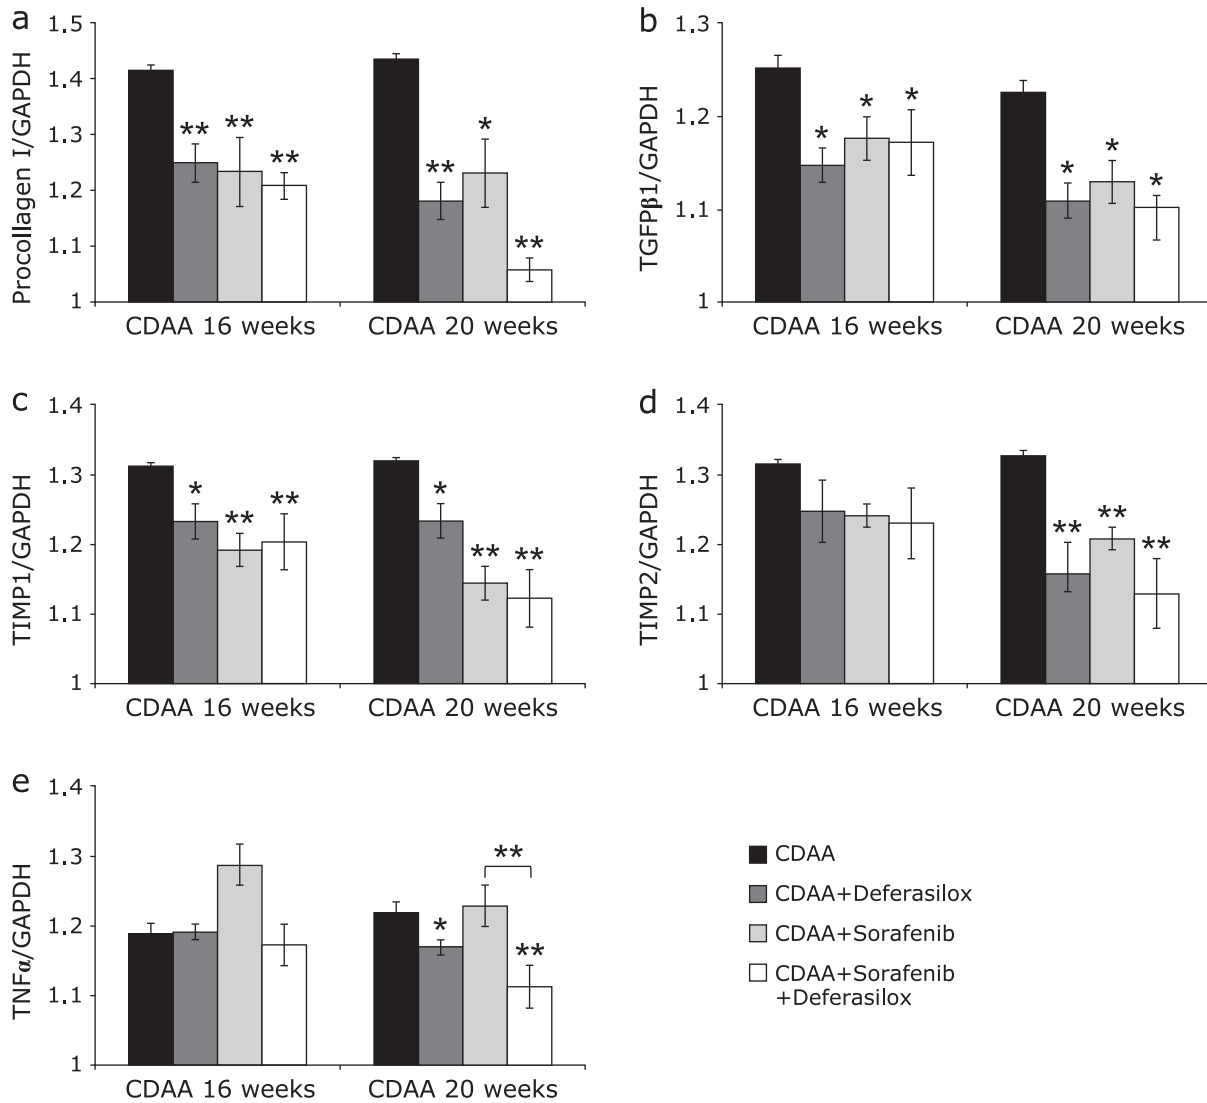 a
Procollagen I/GAPDH
1.5
1.4
1.3
1.2
1.1
1
** ** **
** * **
CDAA 16 weeks CDAA 20 weeks
b
TGFPβ1/GAPDH
1.3
1.2
1.1
1
* * *
* * *
CDAA 16 weeks CDAA 20 weeks
c
TIMP1/GAPDH
1.4
1.3
1.2
1.1
1
* ** **
* ** **
CDAA 16 weeks CDAA 20 weeks
d
TIMP2/GAPDH
1.4
1.3
1.2
1.1
1
** ** **
CDAA 16 weeks CDAA 20 weeks
e
TNFα/GAPDH
1.4
1.3
1.2
1.1
1
**
* **
CDAA 16 weeks CDAA 20 weeks
CDAA
CDAA+Deferasilox
CDAA+Sorafenib
CDAA+Sorafenib
+Deferasilox